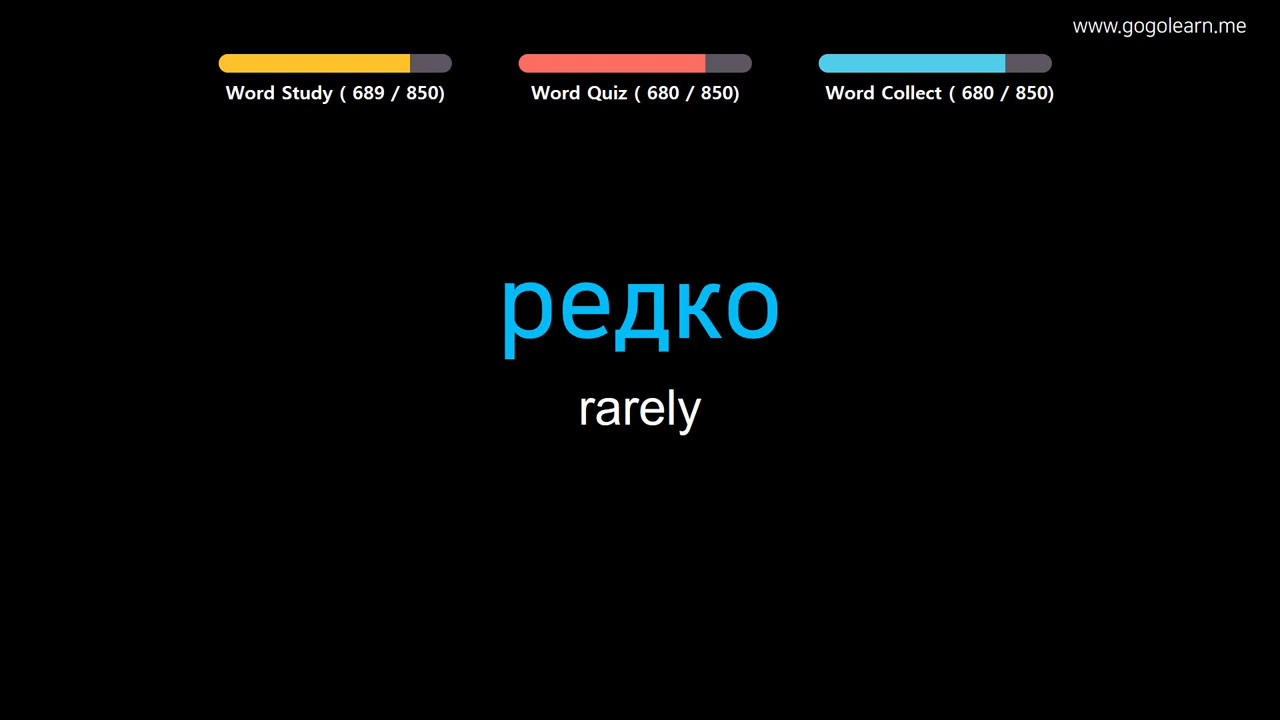 www.gogolearn.me
Word Study ( 689 / 850)
Word Quiz ( 680 / 850)
Word Collect ( 680 / 850)
редко
rarely